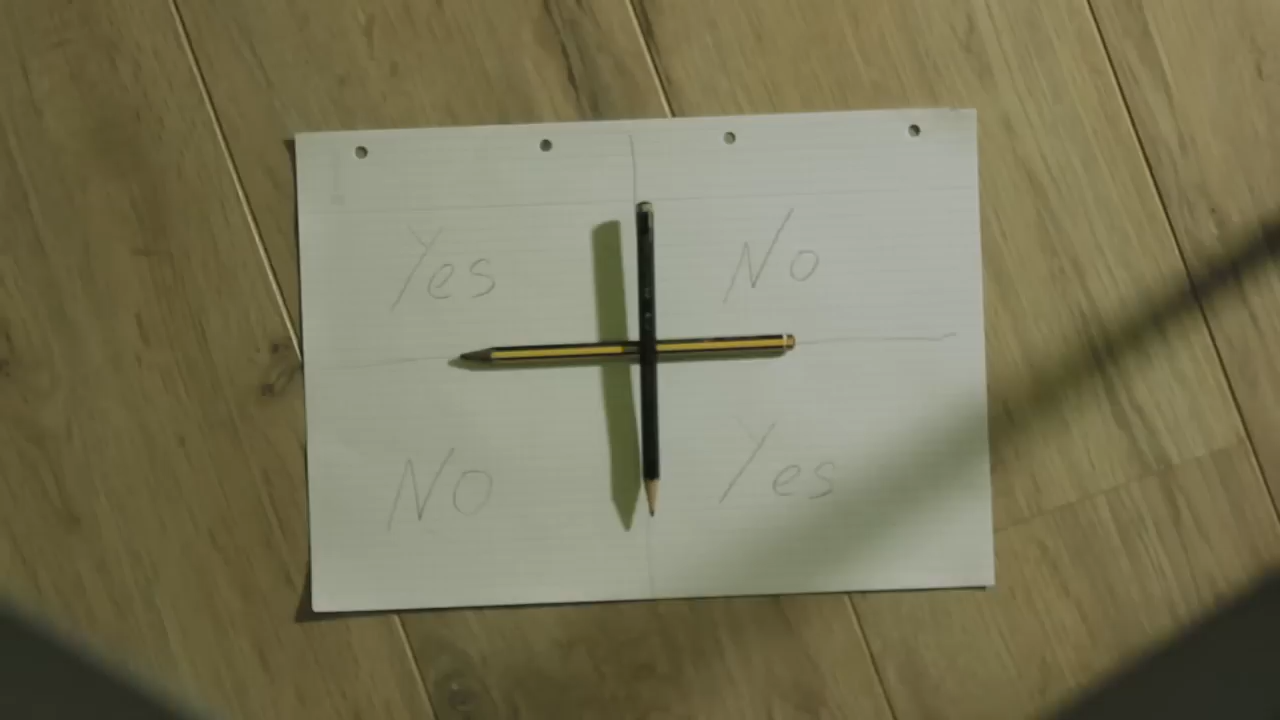 Yes No
No Yes